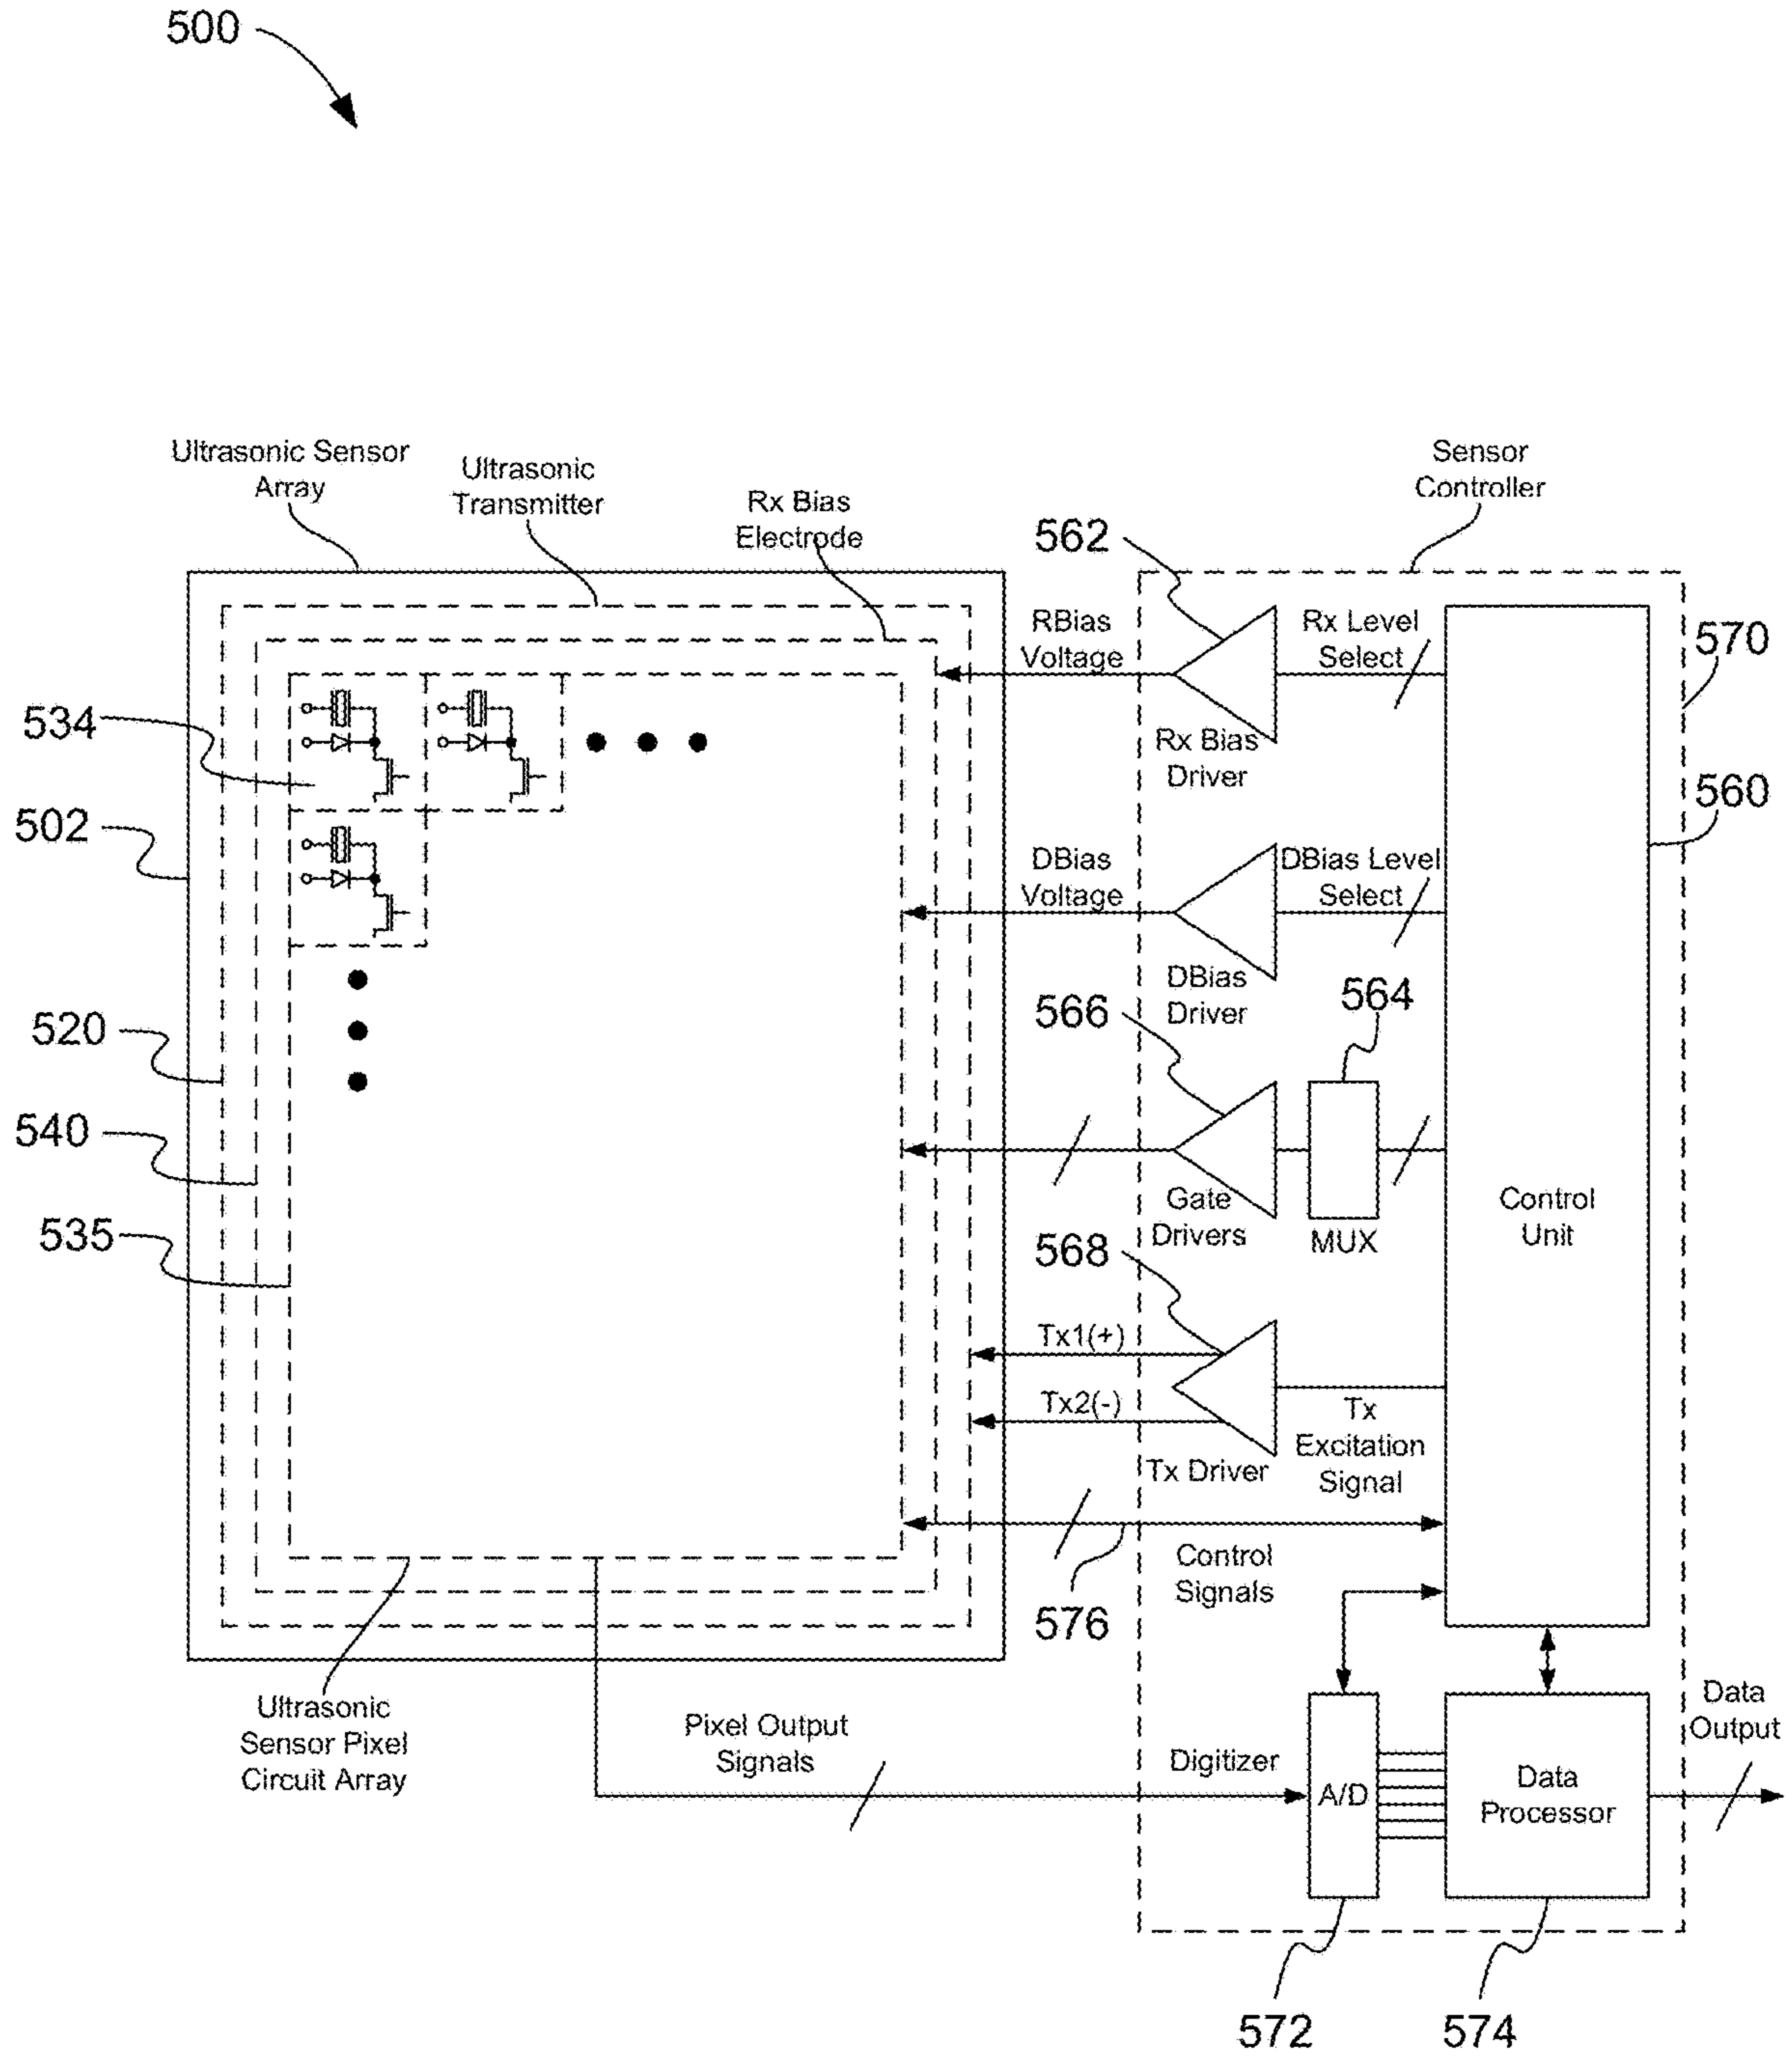 500
Ultrasonic Sensor
Array
Ultrasonic
Transmitter
Rx Bias
Electrode
Sensor
Controller
562
RBias
Voltage
Rx Level
Select
570
534
Rx Bias
Driver
560
502
DBias
Voltage
DBias Level
Select
DBias
Driver
564
566
520
540
Gate
Drivers
MUX
Control
Unit
535
568
Tx1(+)
Tx2(-)
Tx
Excitation
Signal
Tx Driver
Control
Signals
576
Ultrasonic
Sensor Pixel
Circuit Array
Pixel Output
Signals
Digitizer
A/D
Data
Processor
Data
Output
572
574